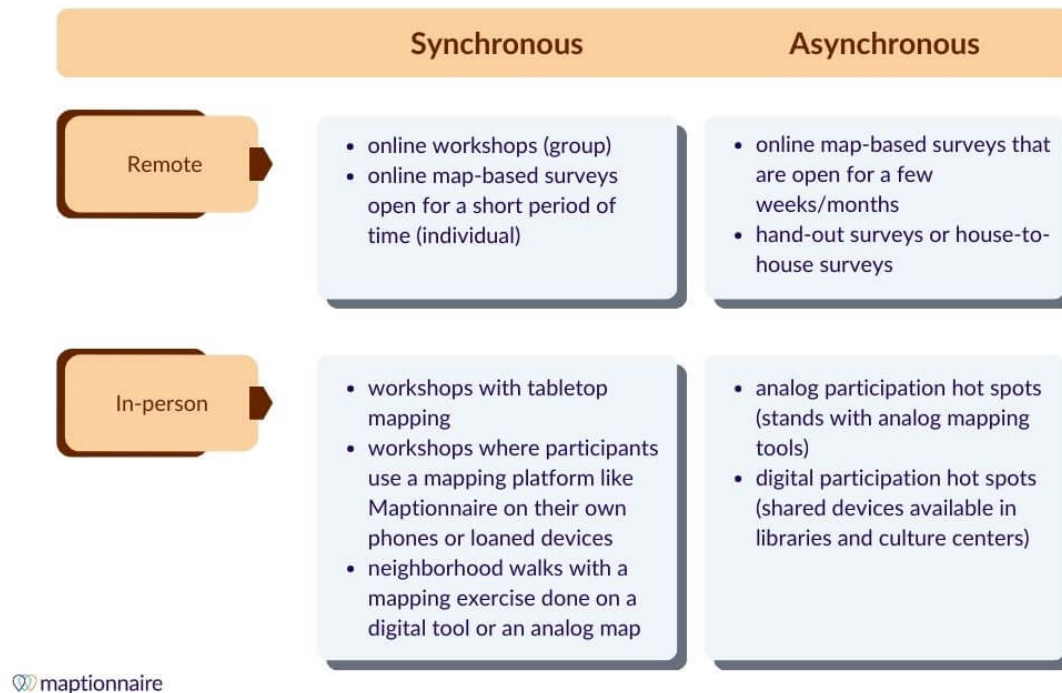 Synchronous
Asynchronous
Remote
• online workshops (group)
• online map-based surveys
open for a short period of
time (individual)
• online map-based surveys that
are open for a few
weeks/months
• hand-out surveys or house-to-
house surveys
In-person
• workshops with tabletop
mapping
• workshops where participants
use a mapping platform like
Maptionnaire on their own
phones or loaned devices
• neighborhood walks with a
mapping exercise done on a
digital tool or an analog map
• analog participation hot spots
(stands with analog mapping
tools)
• digital participation hot spots
(shared devices available in
libraries and culture centers)
maptionnaire